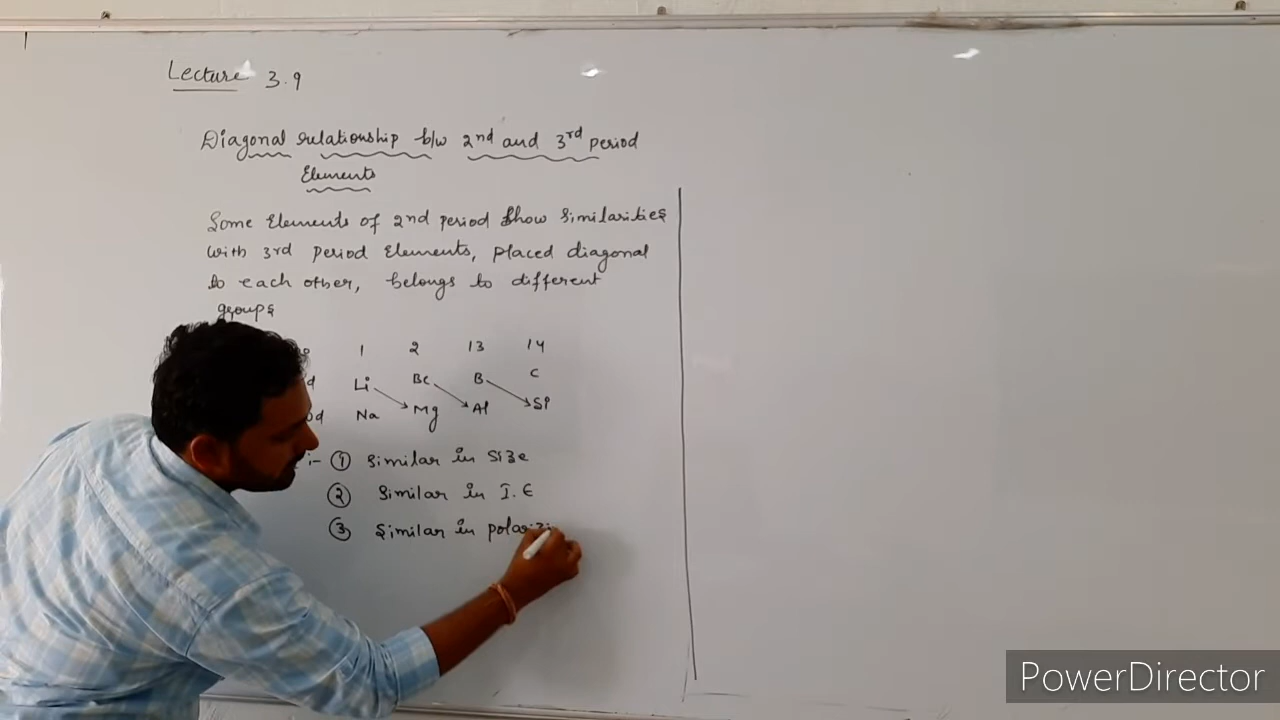 Lecture 3.9
Diagonal relationship b/w 2nd and 3rd period
Elements
Some Elements of 2nd period show similarities
with 3rd period Elements, placed diagonal
to each other, belongs to different
groups
1 2 13 14
Li Be B C
Na Mg Al Si
:- ① Similar in size
② Similar in I.E
③ Similar in
PowerDirector